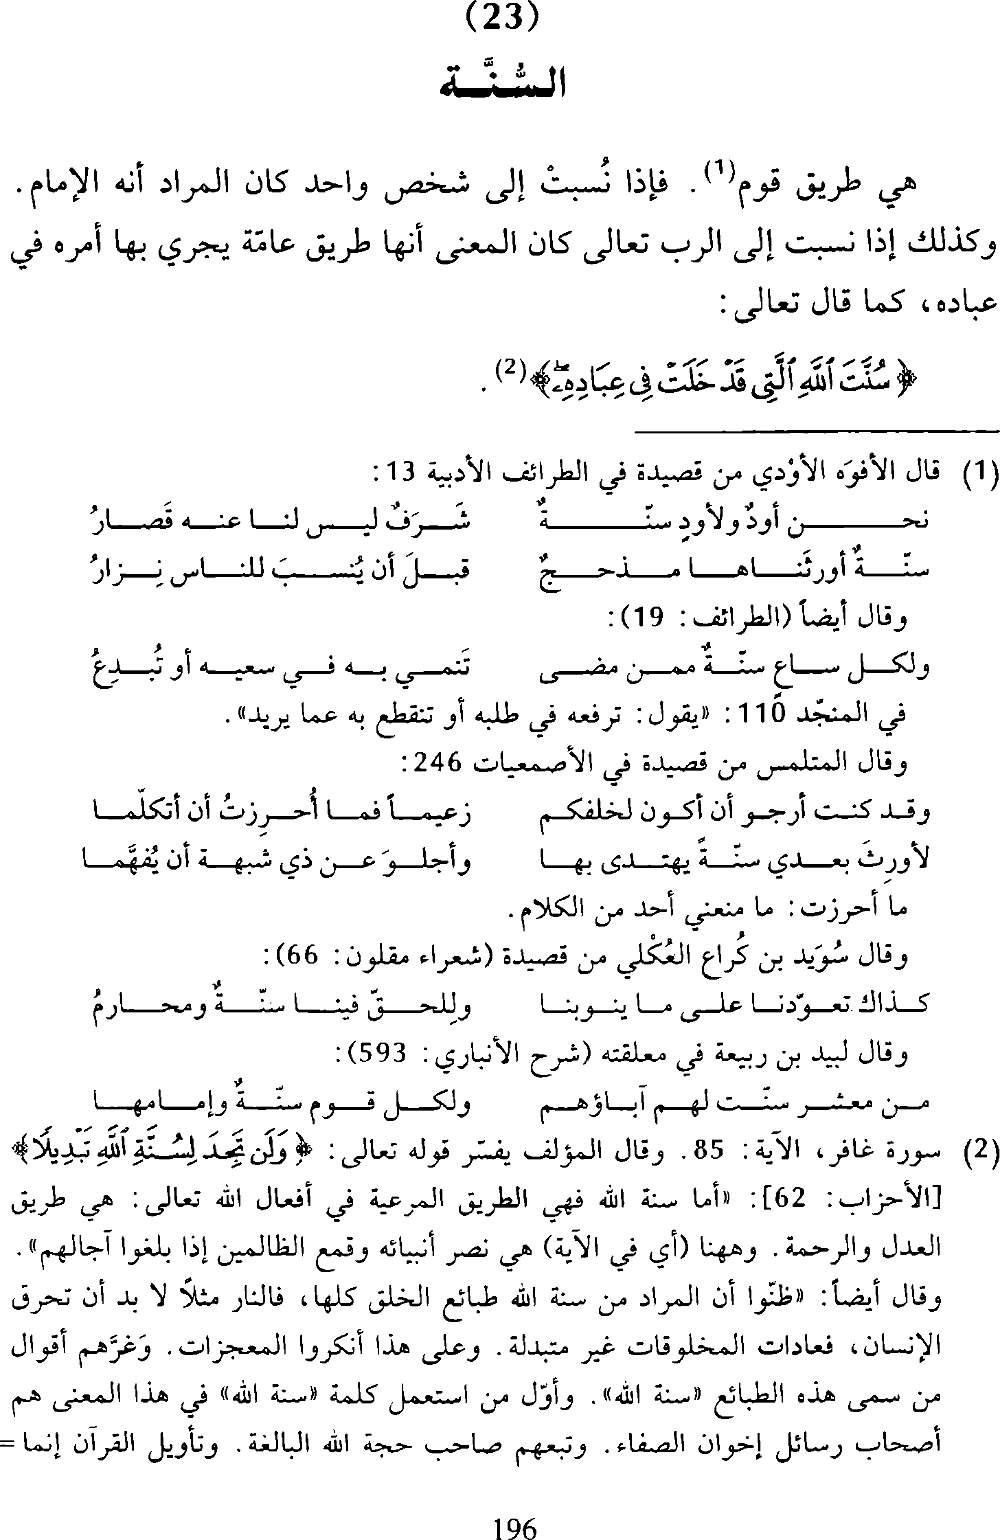 (23)
السُّنَّة
هي طريق قوم(1). فإذا نُسبتْ إلى شخص واحد كان المراد أنه الإمام.
وكذلك إذا نسبت إلى الرب تعالى كان المعنى أنها طريق عامّة يجري بها أمره في
عباده، كما قال تعالى:
﴿سُنَّتَ ٱللَّهِ ٱلَّتِي قَدْ خَلَتْ فِي عِبَادِهِۦۖ﴾(2).
(1) قال الأفوَه الأوْدي من قصيدة في الطرائف الأدبية 13:
نحـن أودٌ ولأودٍ سنّـةٌ شَـرَفٌ ليـس لنـا عنـه قَصـارُ
سنّـةٌ أورثَنـاهـا مـذحـجٌ قبـلَ أن يُنسـبَ للنـاس نِـزارُ
وقال أيضاً (الطرائف: 19):
ولكـل سـاعٍ سنّـةٌ ممـن مضـى تَنمـي بـه فـي سعيـه أو تُبـدِعُ
في المنجّد 110: «يقول: ترفعه في طلبه أو تنقطع به عما يريد».
وقال المتلمس من قصيدة في الأصمعيات 246:
وقـد كنـت أرجـو أن أكـون لخلفكـم زعيمـاً فمـا أُحـرِزتُ أن أتكلّمـا
لأورِثَ بعـدي سنّـةً يهتـدى بهـا وأجلـوَ عـن ذي شبهـة أن يُفهَّمـا
ما أحرزت: ما منعني أحد من الكلام.
وقال سُوَيد بن كُراع العُكْلي من قصيدة (شعراء مقلون: 66):
كـذاك تعـوّدنـا علـى مـا ينـوبنـا وللحـقّ فينـا سنّـةٌ ومحـارمُ
وقال لبيد بن ربيعة في معلقته (شرح الأنباري: 593):
مـن معشـر سنّـت لهـم آبـاؤهـم ولكـل قـوم سنّـةٌ وإمـامهـا
(2) سورة غافر، الآية: 85. وقال المؤلف يفسّر قوله تعالى: ﴿وَلَن تَجِدَ لِسُنَّةِ ٱللَّهِ تَبْدِيلًا﴾
[الأحزاب: 62]: «أما سنة الله فهي الطريق المرعية في أفعال الله تعالى: هي طريق
العدل والرحمة. وههنا (أي في الآية) هي نصر أنبيائه وقمع الظالمين إذا بلغوا آجالهم».
وقال أيضاً: «ظنّوا أن المراد من سنة الله طبائع الخلق كلها، فالنار مثلاً لا بد أن تحرق
الإنسان، فعادات المخلوقات غير متبدلة. وعلى هذا أنكروا المعجزات. وَغرَّهم أقوال
من سمى هذه الطبائع «سنة الله». وأوّل من استعمل كلمة «سنة الله» في هذا المعنى هم
أصحاب رسائل إخوان الصفاء. وتبعهم صاحب حجة الله البالغة. وتأويل القرآن إنما =
196